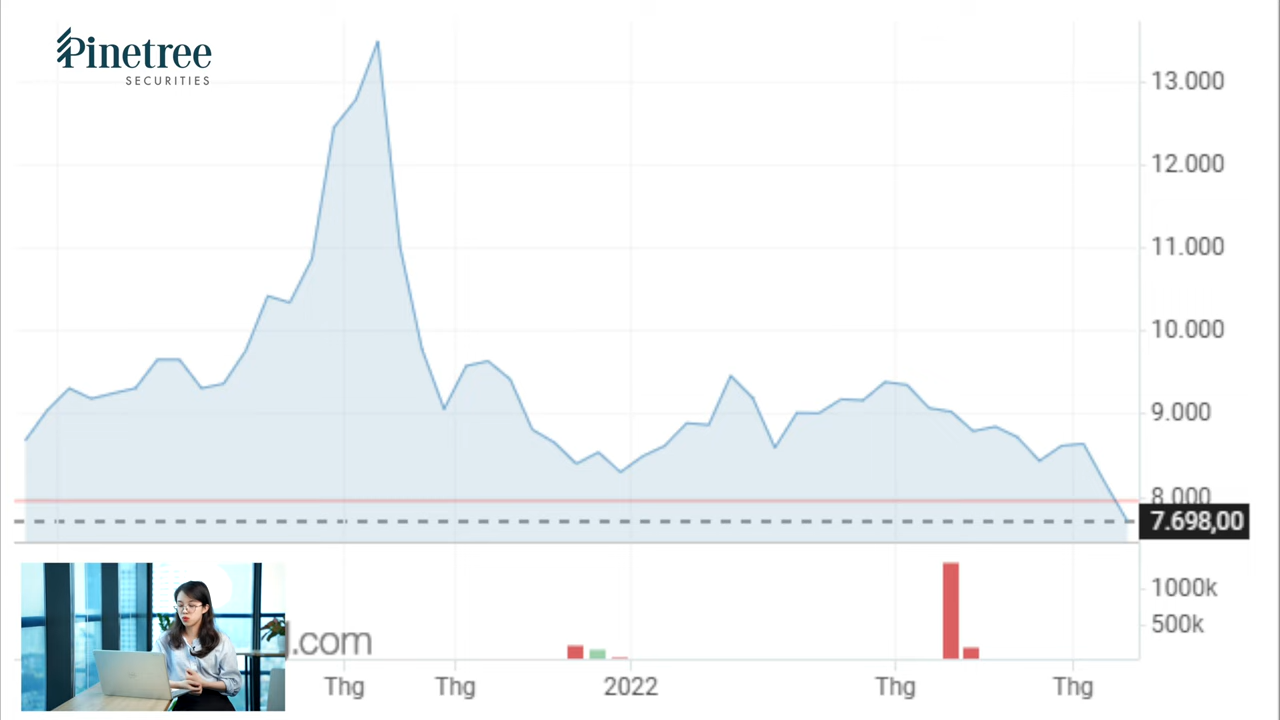 Pinetree
SECURITIES
13.000
12.000
11.000
10.000
9.000
8.000
7.698,00
1000k
500k
g.com
Thg
Thg
2022
Thg
Thg